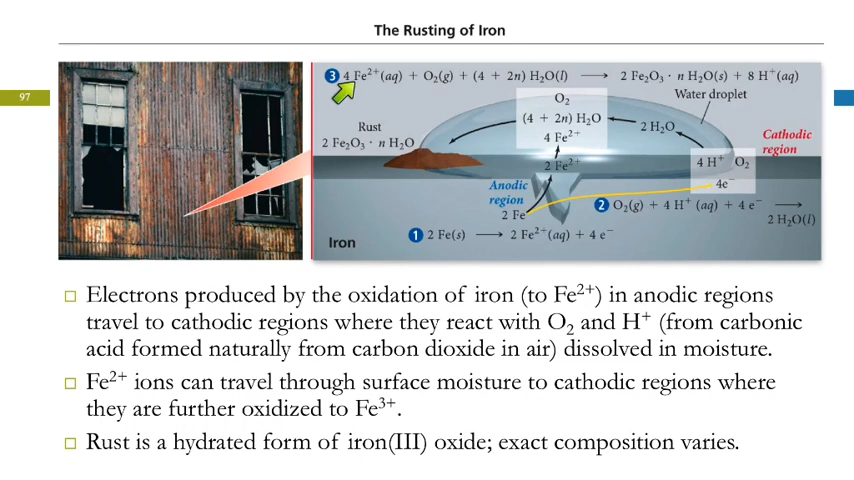 The Rusting of Iron
97
3 4 Fe²⁺(aq) + O₂(g) + (4 + 2n) H₂O(l) ⟶ 2 Fe₂O₃ · n H₂O(s) + 8 H⁺(aq)
Water droplet
O₂
(4 + 2n) H₂O
4 Fe²⁺
2 H₂O
Rust
2 Fe₂O₃ · n H₂O
Cathodic
region
2 Fe²⁺
4 H⁺ O₂
4e⁻
Anodic
region
2 Fe
2 O₂(g) + 4 H⁺ (aq) + 4 e⁻ ⟶
2 H₂O(l)
1 2 Fe(s) ⟶ 2 Fe²⁺(aq) + 4 e⁻
Iron
□ Electrons produced by the oxidation of iron (to Fe²⁺) in anodic regions
travel to cathodic regions where they react with O₂ and H⁺ (from carbonic
acid formed naturally from carbon dioxide in air) dissolved in moisture.
□ Fe²⁺ ions can travel through surface moisture to cathodic regions where
they are further oxidized to Fe³⁺.
□ Rust is a hydrated form of iron(III) oxide; exact composition varies.